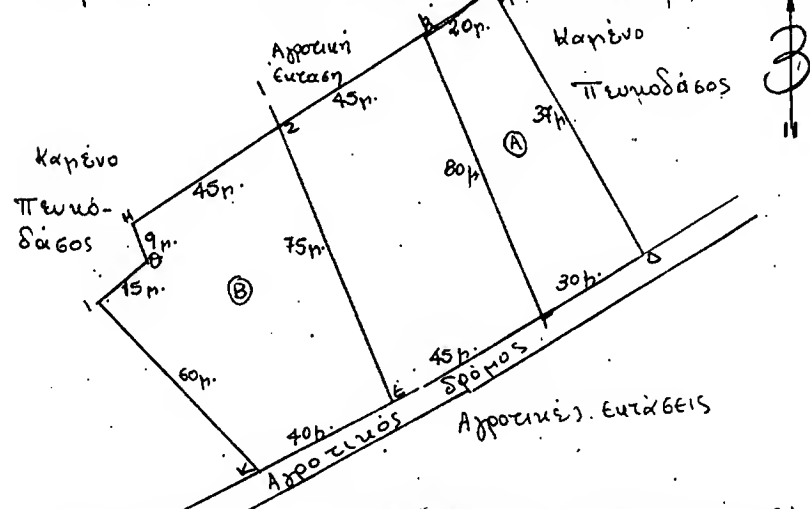 Β
20μ.
Καμένο
Πευκοδάσος
Αγροτική
έκταση
45μ.
2
37μ.
Α
80μ.
Καμένο
Πευκό-
δάσος
Η
45μ.
9μ.
Θ
15μ.
Ι
75μ.
Β
Δ
30μ.
60μ.
45μ.
Ε
40μ.
Κ
Αγροτικός δρόμος
Αγροτικές εκτάσεις